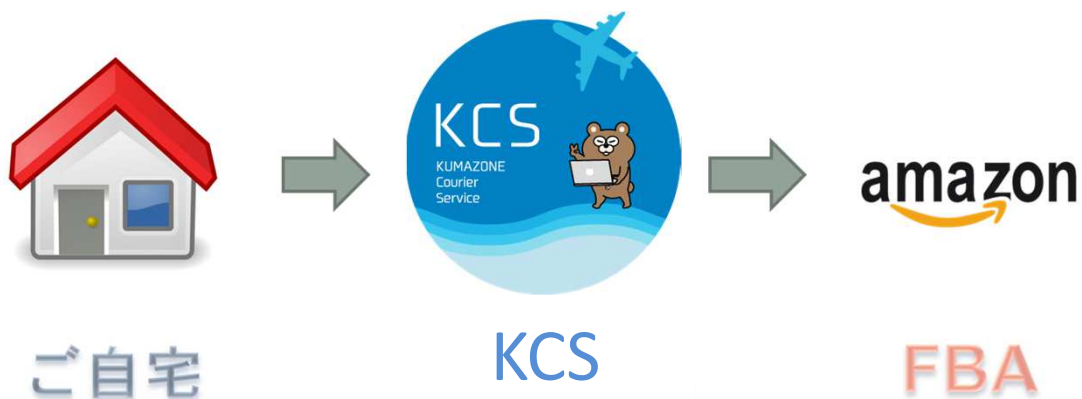 KCS
KUMAZONE
Courier
Service
amazon
ご自宅
KCS
FBA